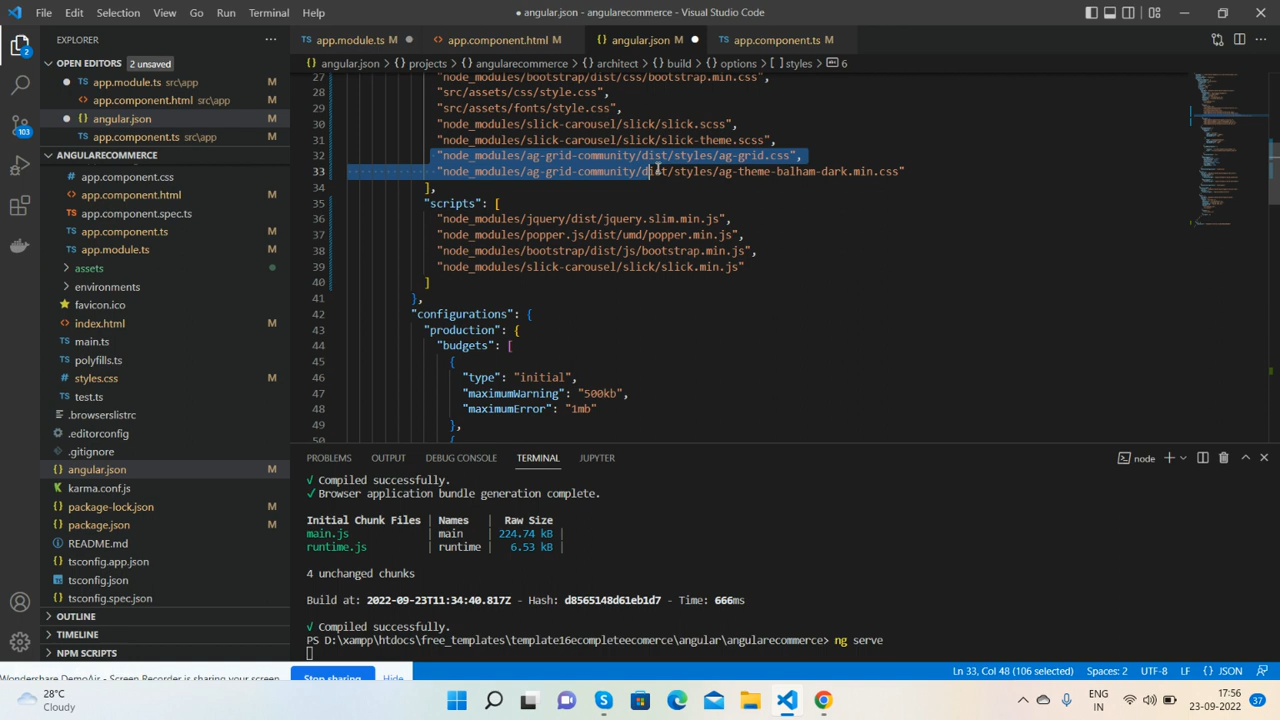 File Edit Selection View Go Run Terminal Help
● angular.json - angularecommerce - Visual Studio Code
EXPLORER
2
103
OPEN EDITORS 2 unsaved
TS app.module.ts src\app
<> app.component.html src\app
{} angular.json
TS app.component.ts src\app
ANGULARECOMMERCE
app.component.css
<> app.component.html M
TS app.component.spec.ts
TS app.component.ts M
TS app.module.ts M
assets
environments
favicon.ico
<> index.html M
TS main.ts
TS polyfills.ts
styles.css M
TS test.ts
.browserslistrc
.editorconfig
.gitignore
{} angular.json M
karma.conf.js
{} package-lock.json M
{} package.json M
README.md
{} tsconfig.app.json
tsconfig.json
{} tsconfig.spec.json
OUTLINE
TIMELINE
NPM SCRIPTS
TS app.module.ts M
<> app.component.html M
{} angular.json M
TS app.component.ts M
{} angular.json > {} projects > {} angularecommerce > {} architect > {} build > {} options > [ ] styles > 6
27 "node_modules/bootstrap/dist/css/bootstrap.min.css",
28 "src/assets/css/style.css",
29 "src/assets/fonts/style.css",
30 "node_modules/slick-carousel/slick/slick.scss",
31 "node_modules/slick-carousel/slick/slick-theme.scss",
32 "node_modules/ag-grid-community/dist/styles/ag-grid.css",
33 "node_modules/ag-grid-community/dist/styles/ag-theme-balham-dark.min.css"
34 ],
35 "scripts": [
36 "node_modules/jquery/dist/jquery.slim.min.js",
37 "node_modules/popper.js/dist/umd/popper.min.js",
38 "node_modules/bootstrap/dist/js/bootstrap.min.js",
39 "node_modules/slick-carousel/slick/slick.min.js"
40 ]
41 },
42 "configurations": {
43 "production": {
44 "budgets": [
45 {
46 "type": "initial",
47 "maximumWarning": "500kb",
48 "maximumError": "1mb"
49 },
50 {
PROBLEMS OUTPUT DEBUG CONSOLE TERMINAL JUPYTER
node
√ Compiled successfully.
√ Browser application bundle generation complete.
Initial Chunk Files | Names | Raw Size
main.js | main | 224.74 kB |
runtime.js | runtime | 6.53 kB |
4 unchanged chunks
Build at: 2022-09-23T11:34:40.817Z - Hash: d8565148d61eb1d7 - Time: 666ms
√ Compiled successfully.
PS D:\xampp\htdocs\free_templates\template16ecompleteecomerce\angular\angularecommerce> ng serve
Ln 33, Col 48 (106 selected) Spaces: 2 UTF-8 LF {} JSON
Stop sharing Hide
28°C
Cloudy
ENG
IN
17:56
23-09-2022
37